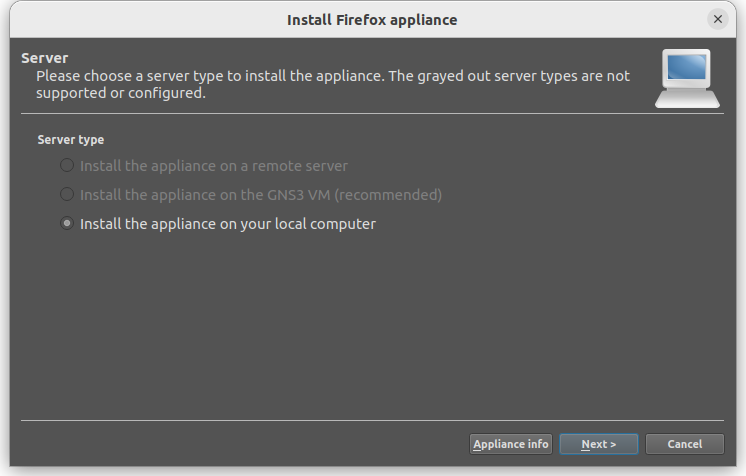 Install Firefox appliance
Server
Please choose a server type to install the appliance. The grayed out server types are not
supported or configured.
Server type
Install the appliance on a remote server
Install the appliance on the GNS3 VM (recommended)
Install the appliance on your local computer
Appliance info
Next >
Cancel